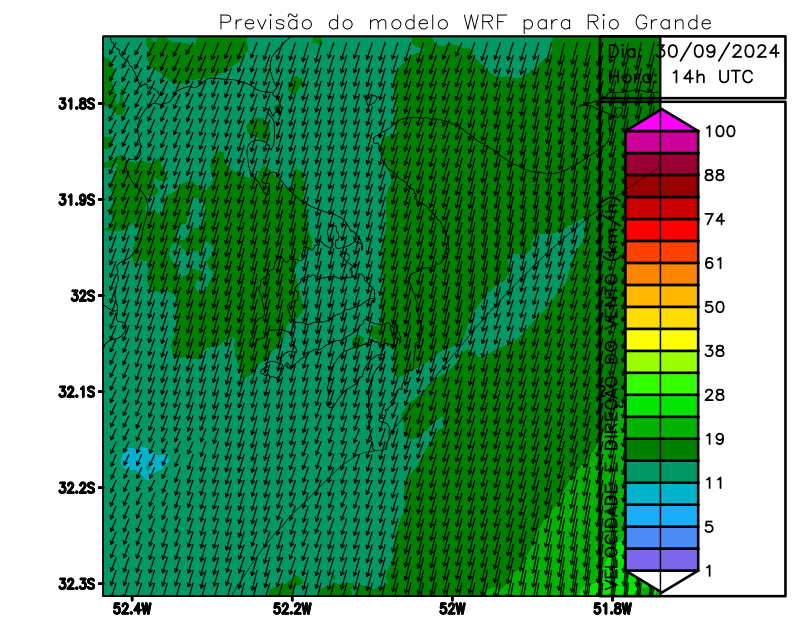 Previsão do modelo WRF para Rio Grande
Dia: 30/09/2024
Hora: 14h UTC
31.8S
31.9S
32S
32.1S
32.2S
32.3S
52.4W
52.2W
52W
51.8W
VELOCIDADE E DIREÇÃO DO VENTO (km/h)
100
88
74
61
50
38
28
19
11
5
1